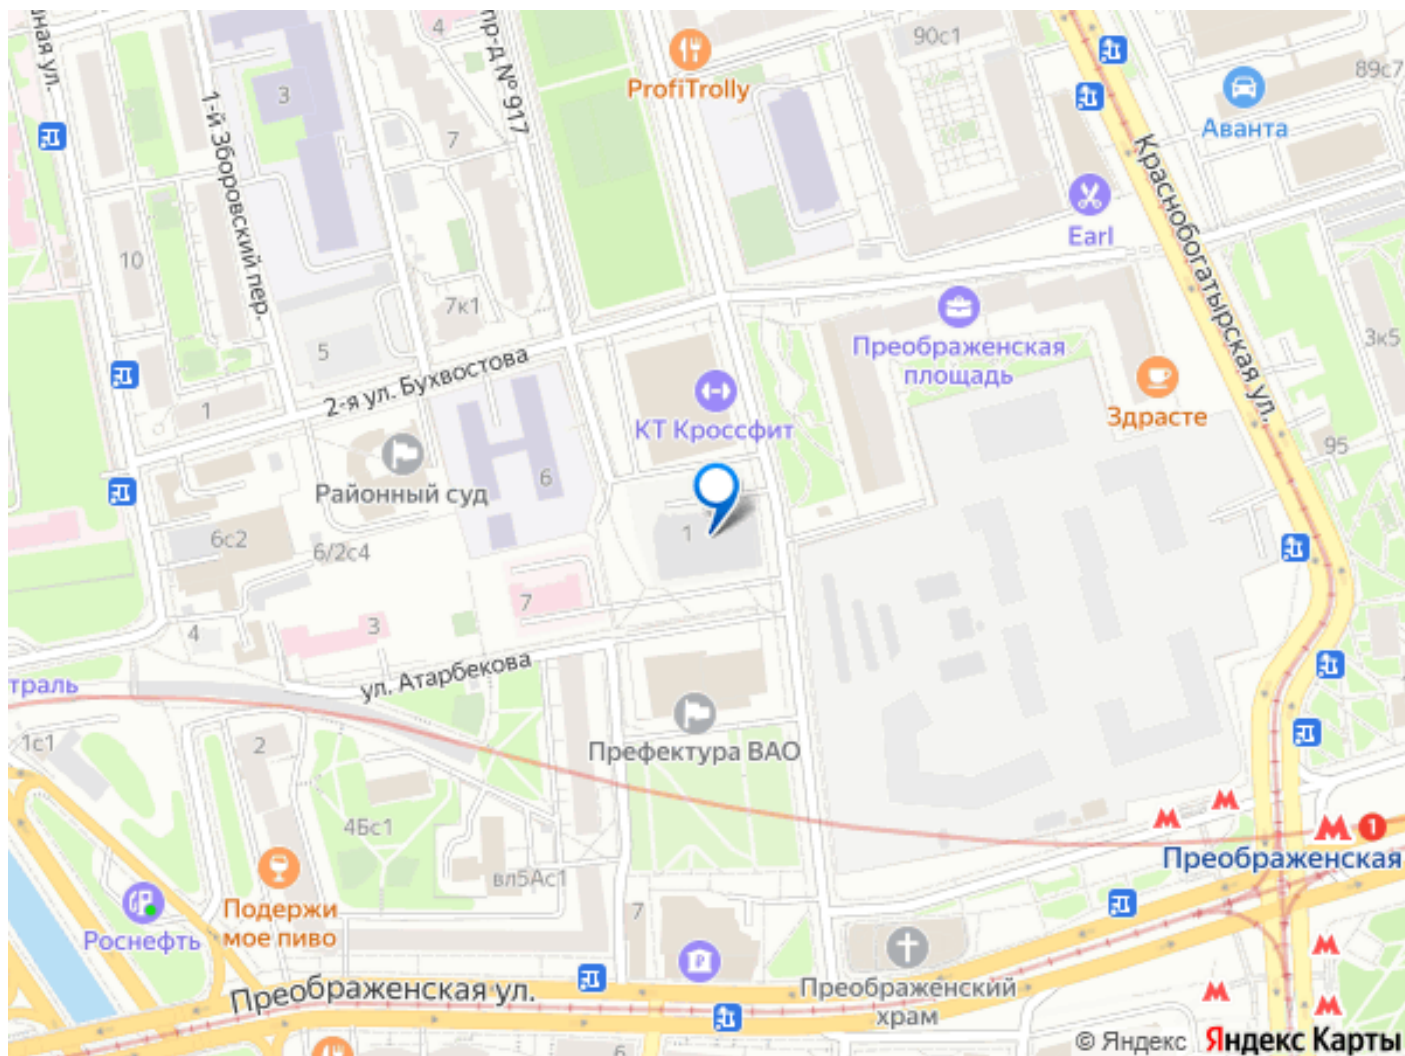 4
90с1
ProfiTrolly
89с7
Аванта
3
пр-д № 917
7
1-й Зборовский пер.
Краснобогатырская ул.
Earl
10
7к1
5
2-я ул. Бухвостова
Преображенская
площадь
3к5
1
КТ Кроссфит
Здрасте
95
Районный суд
6
6с2
6/2с4
1
7
3
4
ул. Атарбекова
траль
1с1
2
Префектура ВАО
4Бс1
М
М
М 1
Преображенская
вл5Ас1
Подержи
мое пиво
Роснефть
7
М
Преображенская ул.
Преображенский
храм
М
М
6
© Яндекс Яндекс Карты